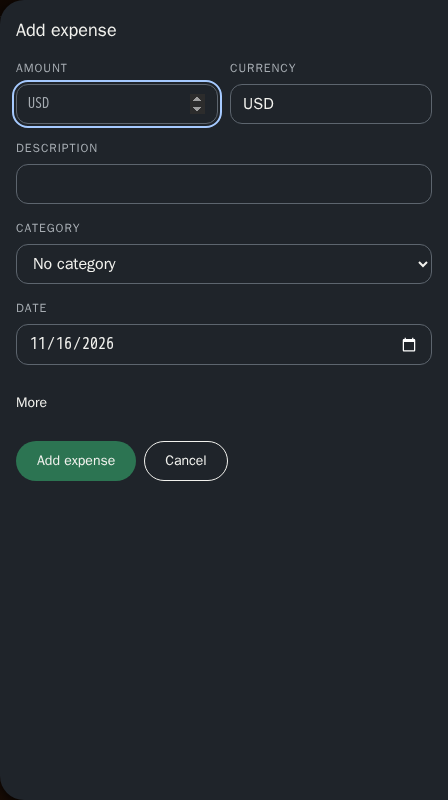 Add expense
AMOUNT
CURRENCY
USD
USD
DESCRIPTION
CATEGORY
No category
DATE
11/16/2026
More
Add expense
Cancel